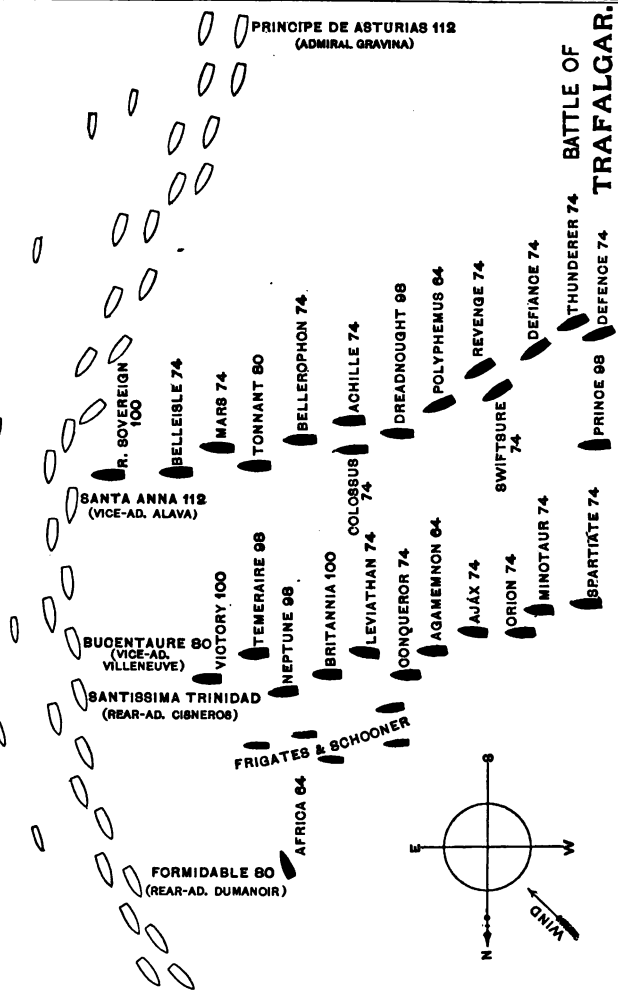 PRINCIPE DE ASTURIAS 112
(ADMIRAL GRAVINA)
BATTLE OF
TRAFALGAR.
R. SOVEREIGN
100
BELLEISLE 74
MARS 74
TONNANT 80
BELLEROPHON 74
ACHILLE 74
COLOSSUS
74
DREADNOUGHT 98
POLYPHEMUS 64
REVENGE 74
SWIFTSURE
74
DEFIANCE 74
THUNDERER 74
DEFENCE 74
PRINCE 98
SANTA ANNA 112
(VICE-AD. ALAVA)
BUCENTAURE 80
(VICE-AD.
VILLENEUVE)
SANTISSIMA TRINIDAD
(REAR-AD. CISNEROS)
VICTORY 100
TEMERAIRE 98
NEPTUNE 98
BRITANNIA 100
LEVIATHAN 74
CONQUEROR 74
AGAMEMNON 64
AJAX 74
ORION 74
MINOTAUR 74
SPARTIATE 74
FRIGATES & SCHOONER
AFRICA 64
FORMIDABLE 80
(REAR-AD. DUMANOIR)
E
S
W
N
WIND